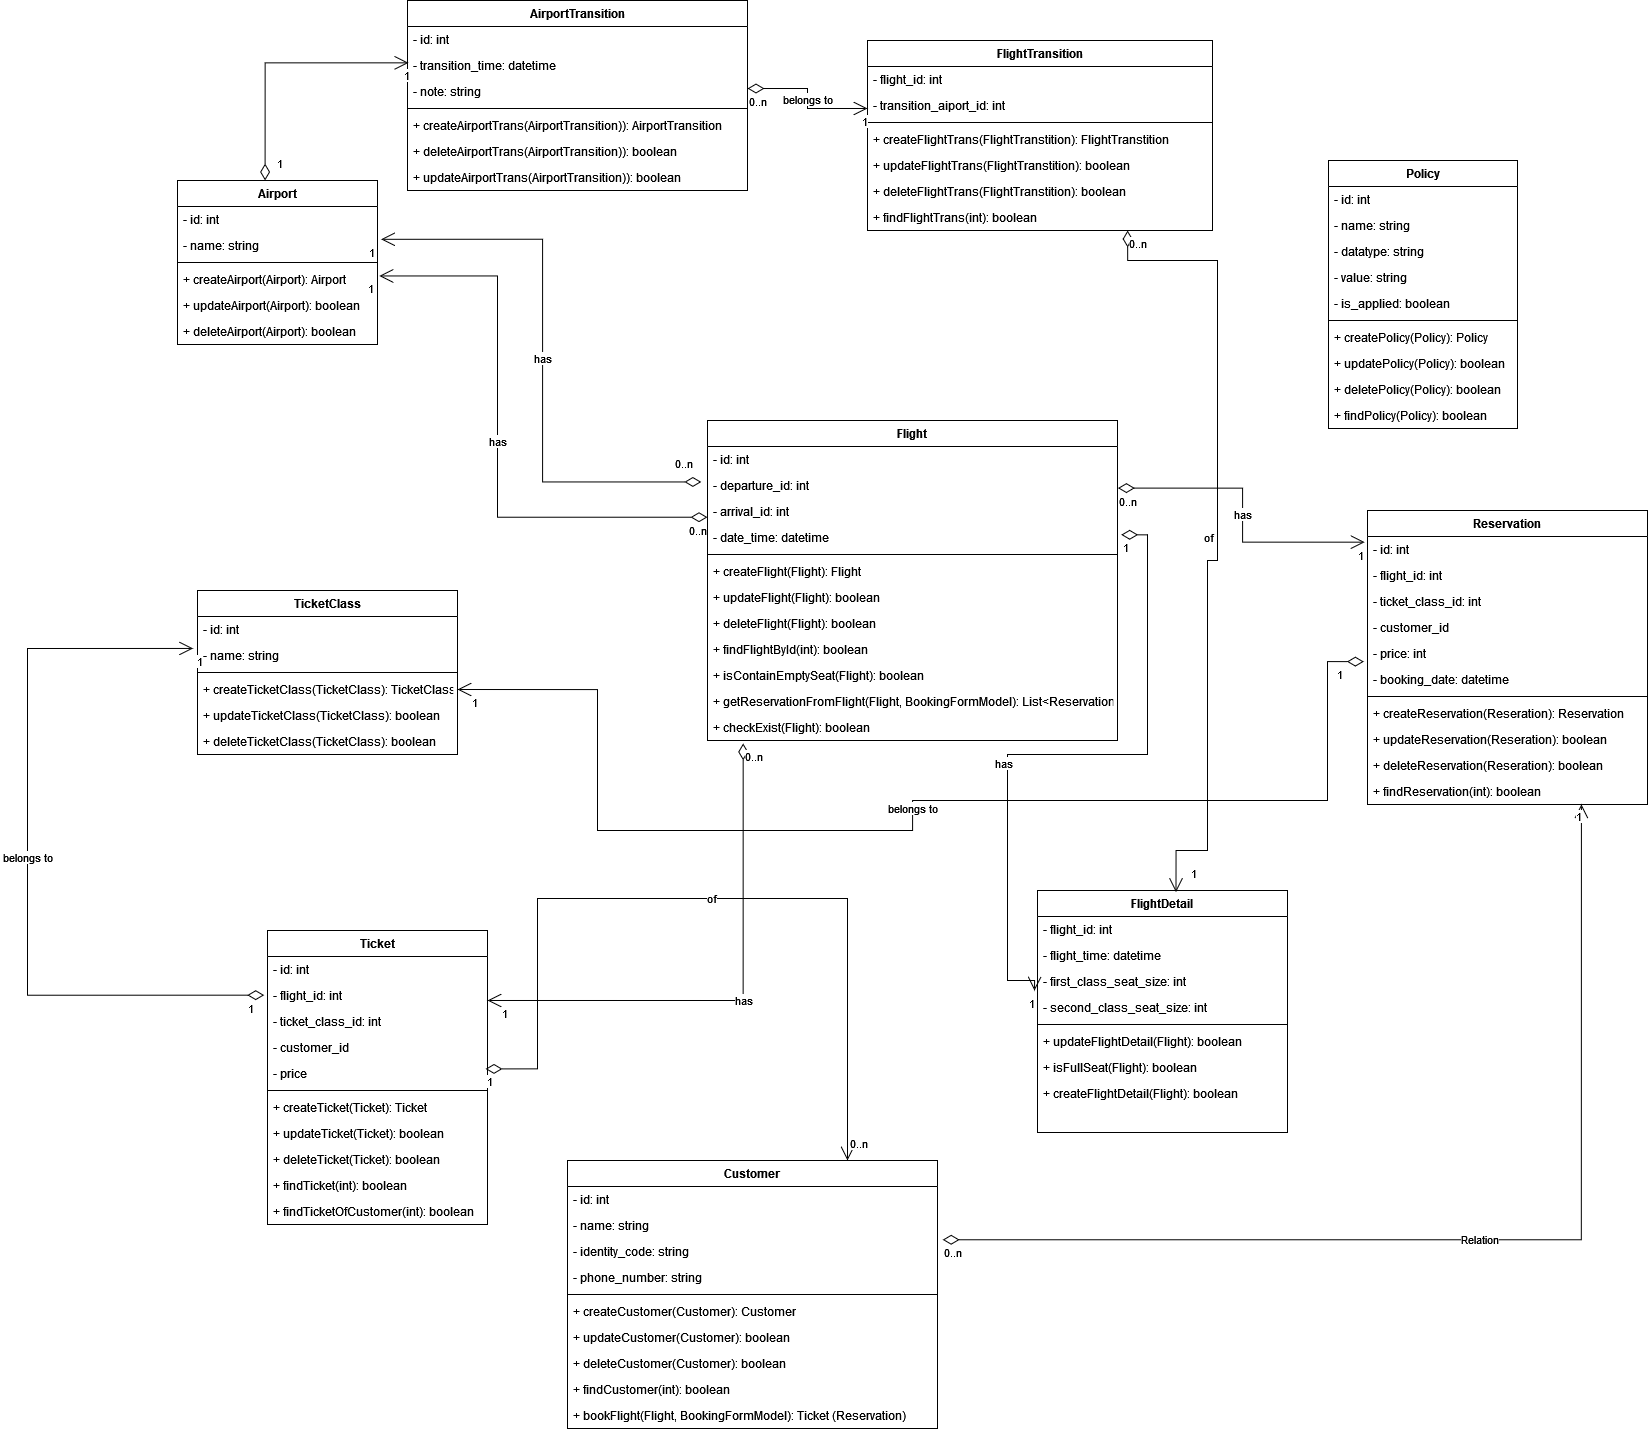 AirportTransition
- id: int
- transition_time: datetime
- note: string
+ createAirportTrans(AirportTransition)): AirportTransition
+ deleteAirportTrans(AirportTransition)): boolean
+ updateAirportTrans(AirportTransition)): boolean
1
0..n
belongs to
1
FlightTransition
- flight_id: int
- transition_aiport_id: int
+ createFlightTrans(FlightTranstition): FlightTranstition
+ updateFlightTrans(FlightTranstition): boolean
+ deleteFlightTrans(FlightTranstition): boolean
+ findFlightTrans(int): boolean
0..n
Policy
- id: int
- name: string
- datatype: string
- value: string
- is_applied: boolean
+ createPolicy(Policy): Policy
+ updatePolicy(Policy): boolean
+ deletePolicy(Policy): boolean
+ findPolicy(Policy): boolean
1
Airport
- id: int
- name: string
+ createAirport(Airport): Airport
+ updateAirport(Airport): boolean
+ deleteAirport(Airport): boolean
1
1
has
has
0..n
0..n
Flight
- id: int
- departure_id: int
- arrival_id: int
- date_time: datetime
+ createFlight(Flight): Flight
+ updateFlight(Flight): boolean
+ deleteFlight(Flight): boolean
+ findFlightById(int): boolean
+ isContainEmptySeat(Flight): boolean
+ getReservationFromFlight(Flight, BookingFormModel): List<Reservation
+ checkExist(Flight): boolean
0..n
1
has
of
1
Reservation
- id: int
- flight_id: int
- ticket_class_id: int
- customer_id
- price: int
- booking_date: datetime
+ createReservation(Reseration): Reservation
+ updateReservation(Reseration): boolean
+ deleteReservation(Reseration): boolean
+ findReservation(int): boolean
1
1
TicketClass
- id: int
- name: string
+ createTicketClass(TicketClass): TicketClass
+ updateTicketClass(TicketClass): boolean
+ deleteTicketClass(TicketClass): boolean
1
1
0..n
has
belongs to
belongs to
of
1
Ticket
- id: int
- flight_id: int
- ticket_class_id: int
- customer_id
- price
+ createTicket(Ticket): Ticket
+ updateTicket(Ticket): boolean
+ deleteTicket(Ticket): boolean
+ findTicket(int): boolean
+ findTicketOfCustomer(int): boolean
1
1
has
1
FlightDetail
- flight_id: int
- flight_time: datetime
- first_class_seat_size: int
- second_class_seat_size: int
+ updateFlightDetail(Flight): boolean
+ isFullSeat(Flight): boolean
+ createFlightDetail(Flight): boolean
1
0..n
Customer
- id: int
- name: string
- identity_code: string
- phone_number: string
+ createCustomer(Customer): Customer
+ updateCustomer(Customer): boolean
+ deleteCustomer(Customer): boolean
+ findCustomer(int): boolean
+ bookFlight(Flight, BookingFormModel): Ticket (Reservation)
0..n
Relation